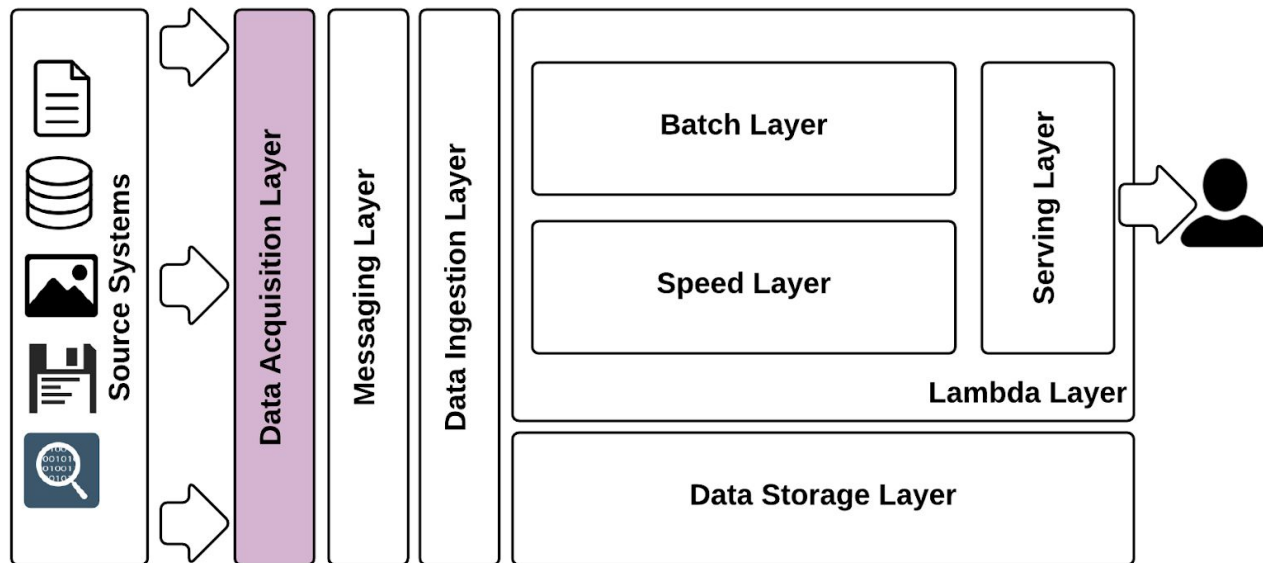 Source Systems
Data Acquisition Layer
Messaging Layer
Data Ingestion Layer
Batch Layer
Speed Layer
Serving Layer
Lambda Layer
Data Storage Layer